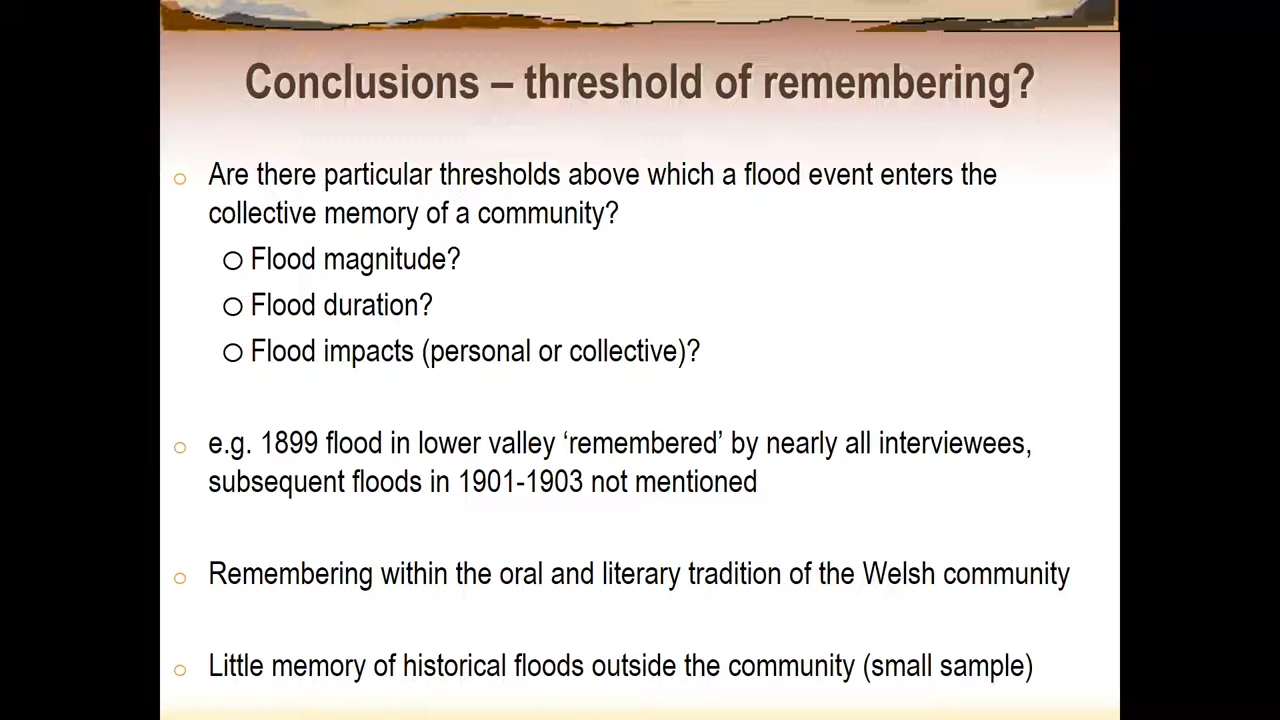 Conclusions – threshold of remembering?
Are there particular thresholds above which a flood event enters the
collective memory of a community?
Flood magnitude?
Flood duration?
Flood impacts (personal or collective)?
e.g. 1899 flood in lower valley ‘remembered’ by nearly all interviewees,
subsequent floods in 1901-1903 not mentioned
Remembering within the oral and literary tradition of the Welsh community
Little memory of historical floods outside the community (small sample)